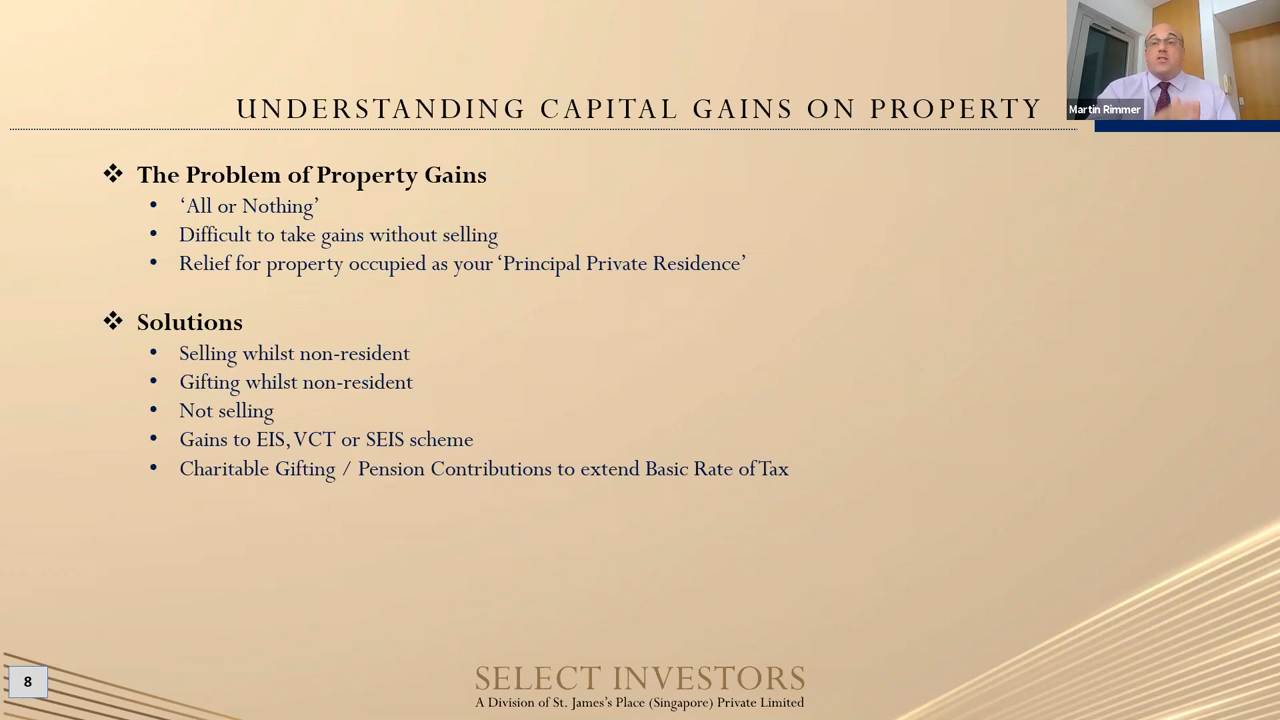 UNDERSTANDING CAPITAL GAINS ON PROPERTY
Martin Rimmer
❖ The Problem of Property Gains
• ‘All or Nothing’
• Difficult to take gains without selling
• Relief for property occupied as your ‘Principal Private Residence’
❖ Solutions
• Selling whilst non-resident
• Gifting whilst non-resident
• Not selling
• Gains to EIS, VCT or SEIS scheme
• Charitable Gifting / Pension Contributions to extend Basic Rate of Tax
8
SELECT INVESTORS
A Division of St. James’s Place (Singapore) Private Limited